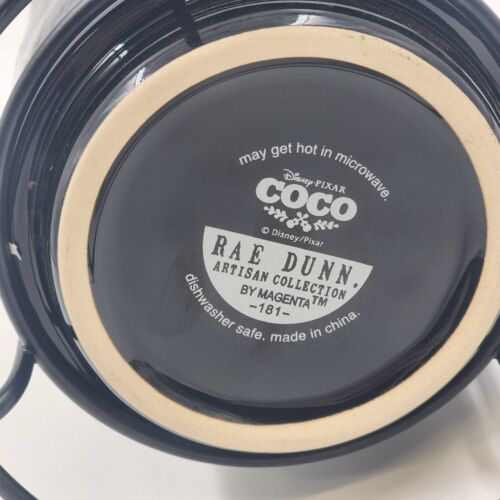 may get hot in microwave.
Disney PIXAR
COCO
© Disney/Pixar
RAE DUNN.
ARTISAN COLLECTION
BY MAGENTA™
-181-
dishwasher safe. made in china.